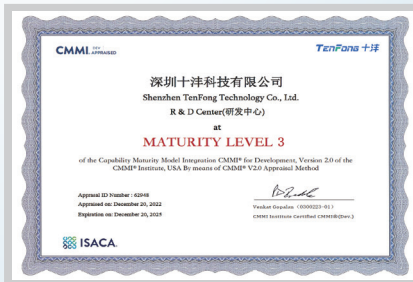 CMMI DEV APPRAISED
TENFONG 十沣
深圳十沣科技有限公司
Shenzhen TenFong Technology Co., Ltd.
R & D Center(研发中心)
at
MATURITY LEVEL 3
of the Capability Maturity Model Integration CMMI® for Development, Version 2.0 of the
CMMI® Institute, USA By means of CMMI® V2.0 Appraisal Method
Appraisal ID Number : 62948
Appraised on: December 20, 2022
Expiration on: December 20, 2025
Venkat Gopalan (0500223-01)
CMMI Institute Certified CMMI®(Dev.)
ISACA.